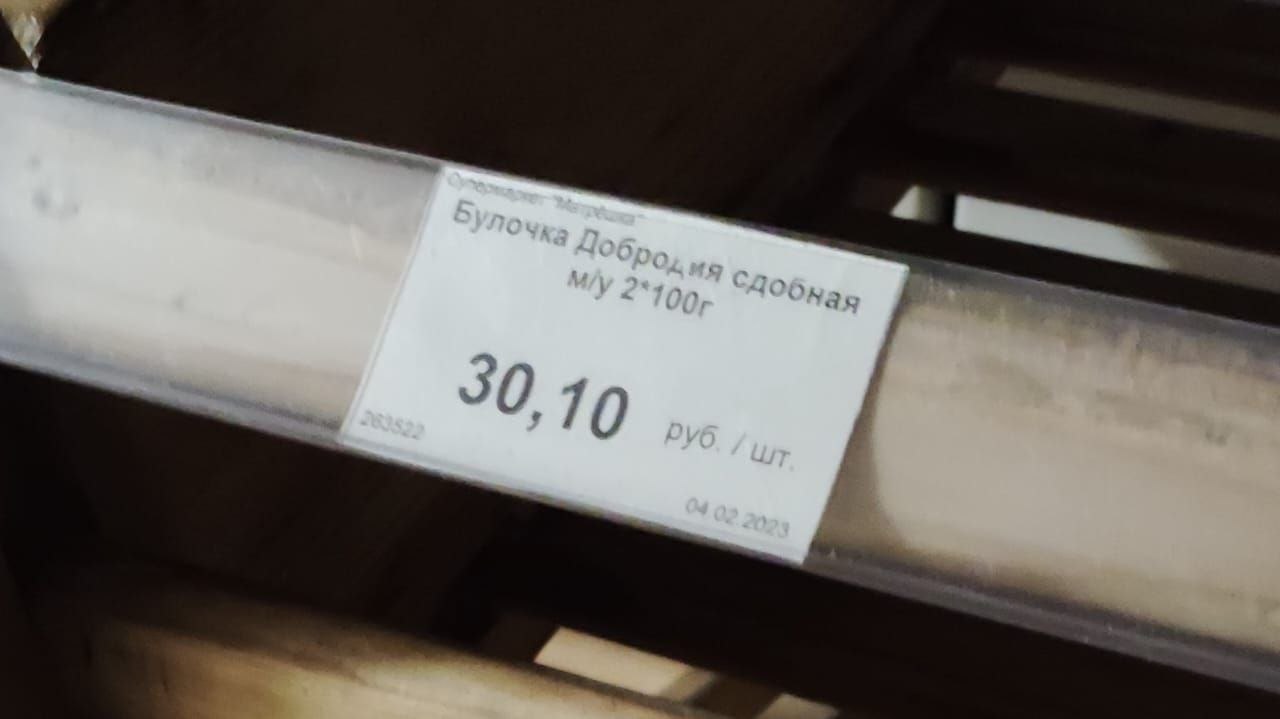 Супермаркет "Матрёшка"
Булочка Добродия сдобная
м/у 2*100г
30,10 руб. / шт.
263522
04.02.2023